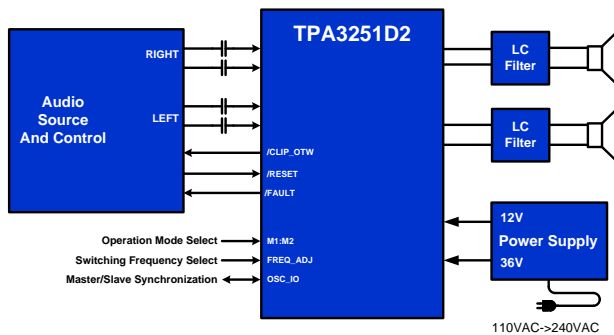 TPA3251D2
RIGHT
LC
Filter
Audio
Source
And Control
LEFT
LC
Filter
/CLIP_OTW
/RESET
/FAULT
12V
Power Supply
36V
Operation Mode Select
M1:M2
Switching Frequency Select
FREQ_ADJ
Master/Slave Synchronization
OSC_IO
110VAC->240VAC